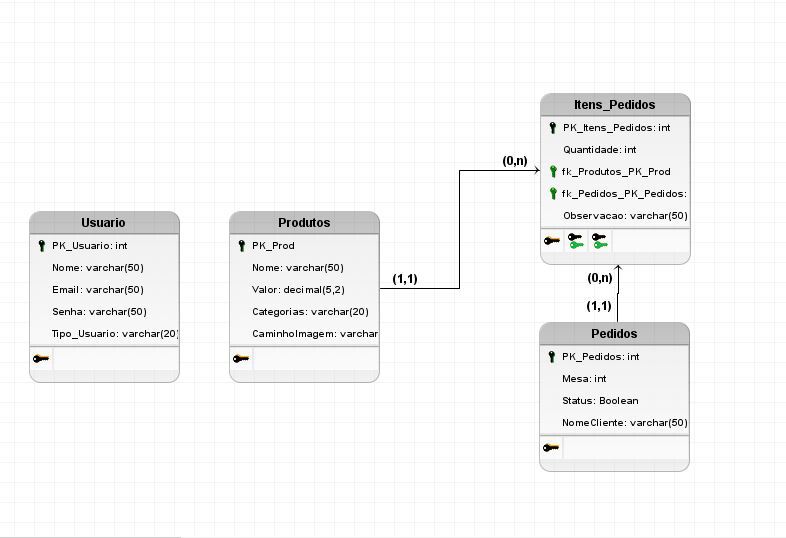 Itens_Pedidos
PK_Itens_Pedidos: int
Quantidade: int
fk_Produtos_PK_Prod
fk_Pedidos_PK_Pedidos:
Observacao: varchar(50)
(0,n)
Usuario
PK_Usuario: int
Nome: varchar(50)
Email: varchar(50)
Senha: varchar(50)
Tipo_Usuario: varchar(20)
Produtos
PK_Prod
Nome: varchar(50)
Valor: decimal(5,2)
Categorias: varchar(20)
CaminhoImagem: varchar
(1,1)
(0,n)
(1,1)
Pedidos
PK_Pedidos: int
Mesa: int
Status: Boolean
NomeCliente: varchar(50)